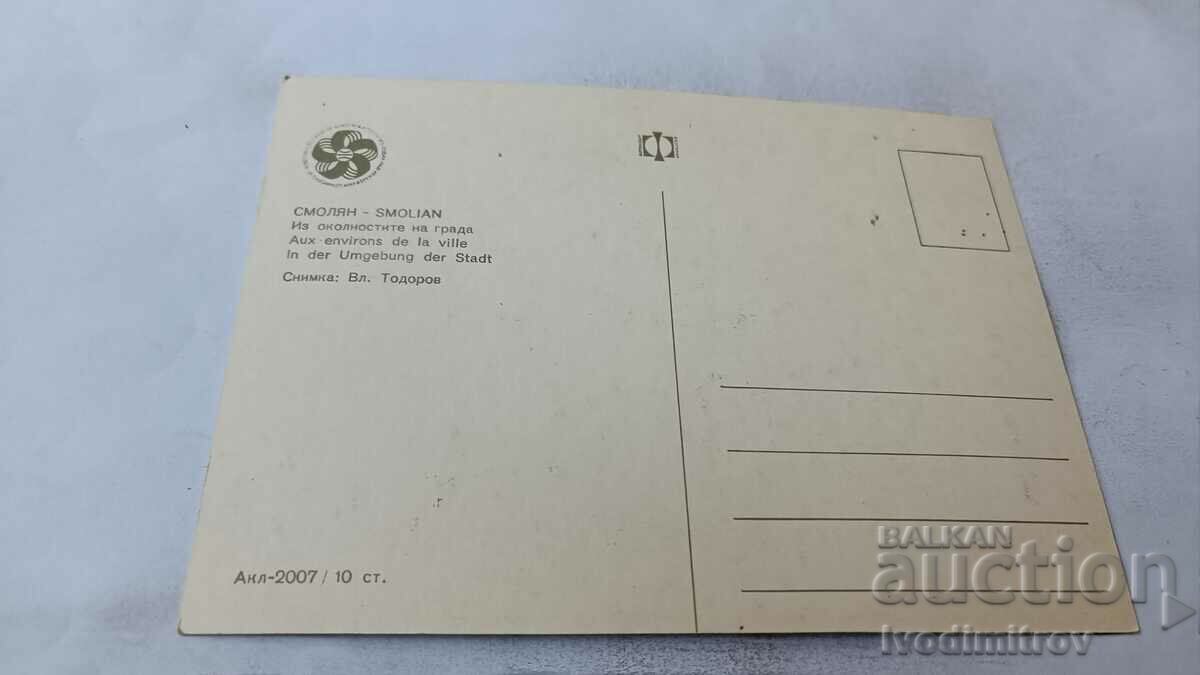 СМОЛЯН - SMOLIAN
Из околностите на града
Aux environs de la ville
In der Umgebung der Stadt
Снимка: Вл. Тодоров
Акл-2007 / 10 ст.
BALKAN
auction
Ivodimitrov